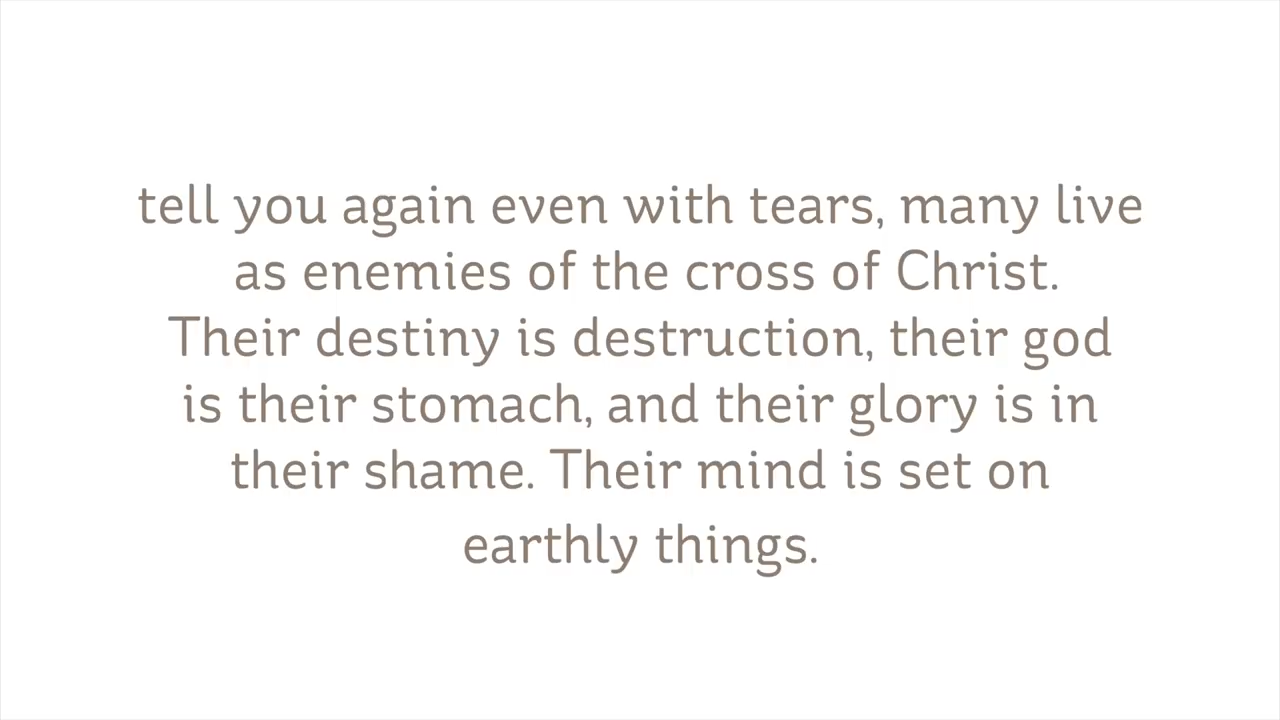 tell you again even with tears, many live
as enemies of the cross of Christ.
Their destiny is destruction, their god
is their stomach, and their glory is in
their shame. Their mind is set on
earthly things.